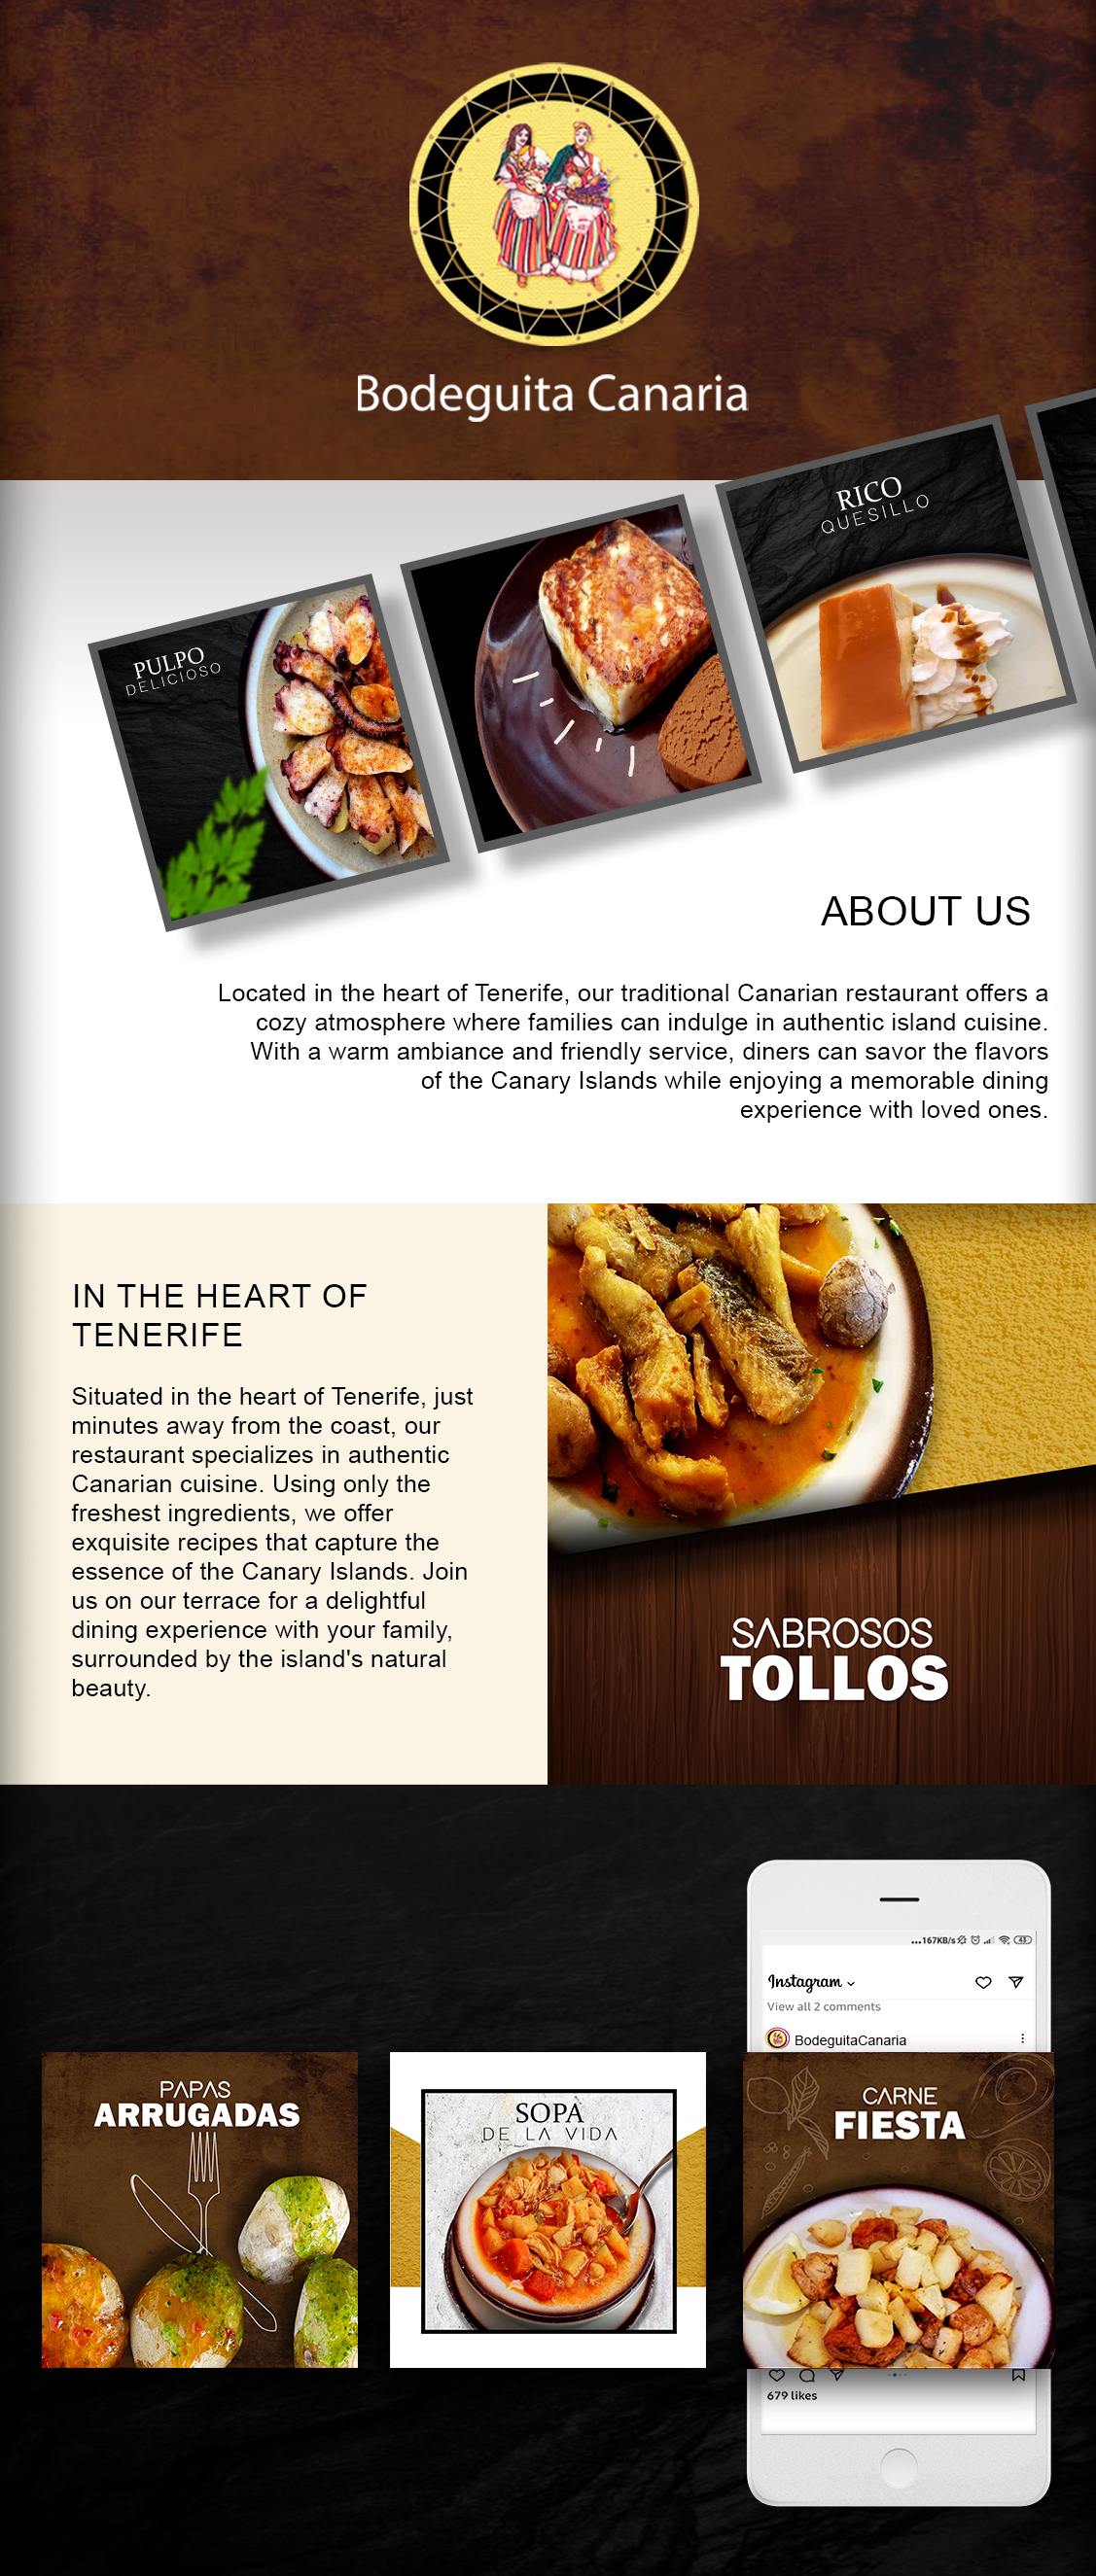 Bodeguita Canaria
RICO
QUESILLO
PULPO
DELICIOSO
ABOUT US
Located in the heart of Tenerife, our traditional Canarian restaurant offers a
cozy atmosphere where families can indulge in authentic island cuisine.
With a warm ambiance and friendly service, diners can savor the flavors
of the Canary Islands while enjoying a memorable dining
experience with loved ones.
IN THE HEART OF
TENERIFE
Situated in the heart of Tenerife, just
minutes away from the coast, our
restaurant specializes in authentic
Canarian cuisine. Using only the
freshest ingredients, we offer
exquisite recipes that capture the
essence of the Canary Islands. Join
us on our terrace for a delightful
dining experience with your family,
surrounded by the island's natural
beauty.
SABROSOS
TOLLOS
...167KB/s 43
Instagram
View all 2 comments
BodeguitaCanaria
PAPAS
ARRUGADAS
SOPA
DE LA VIDA
CARNE
FIESTA
679 likes